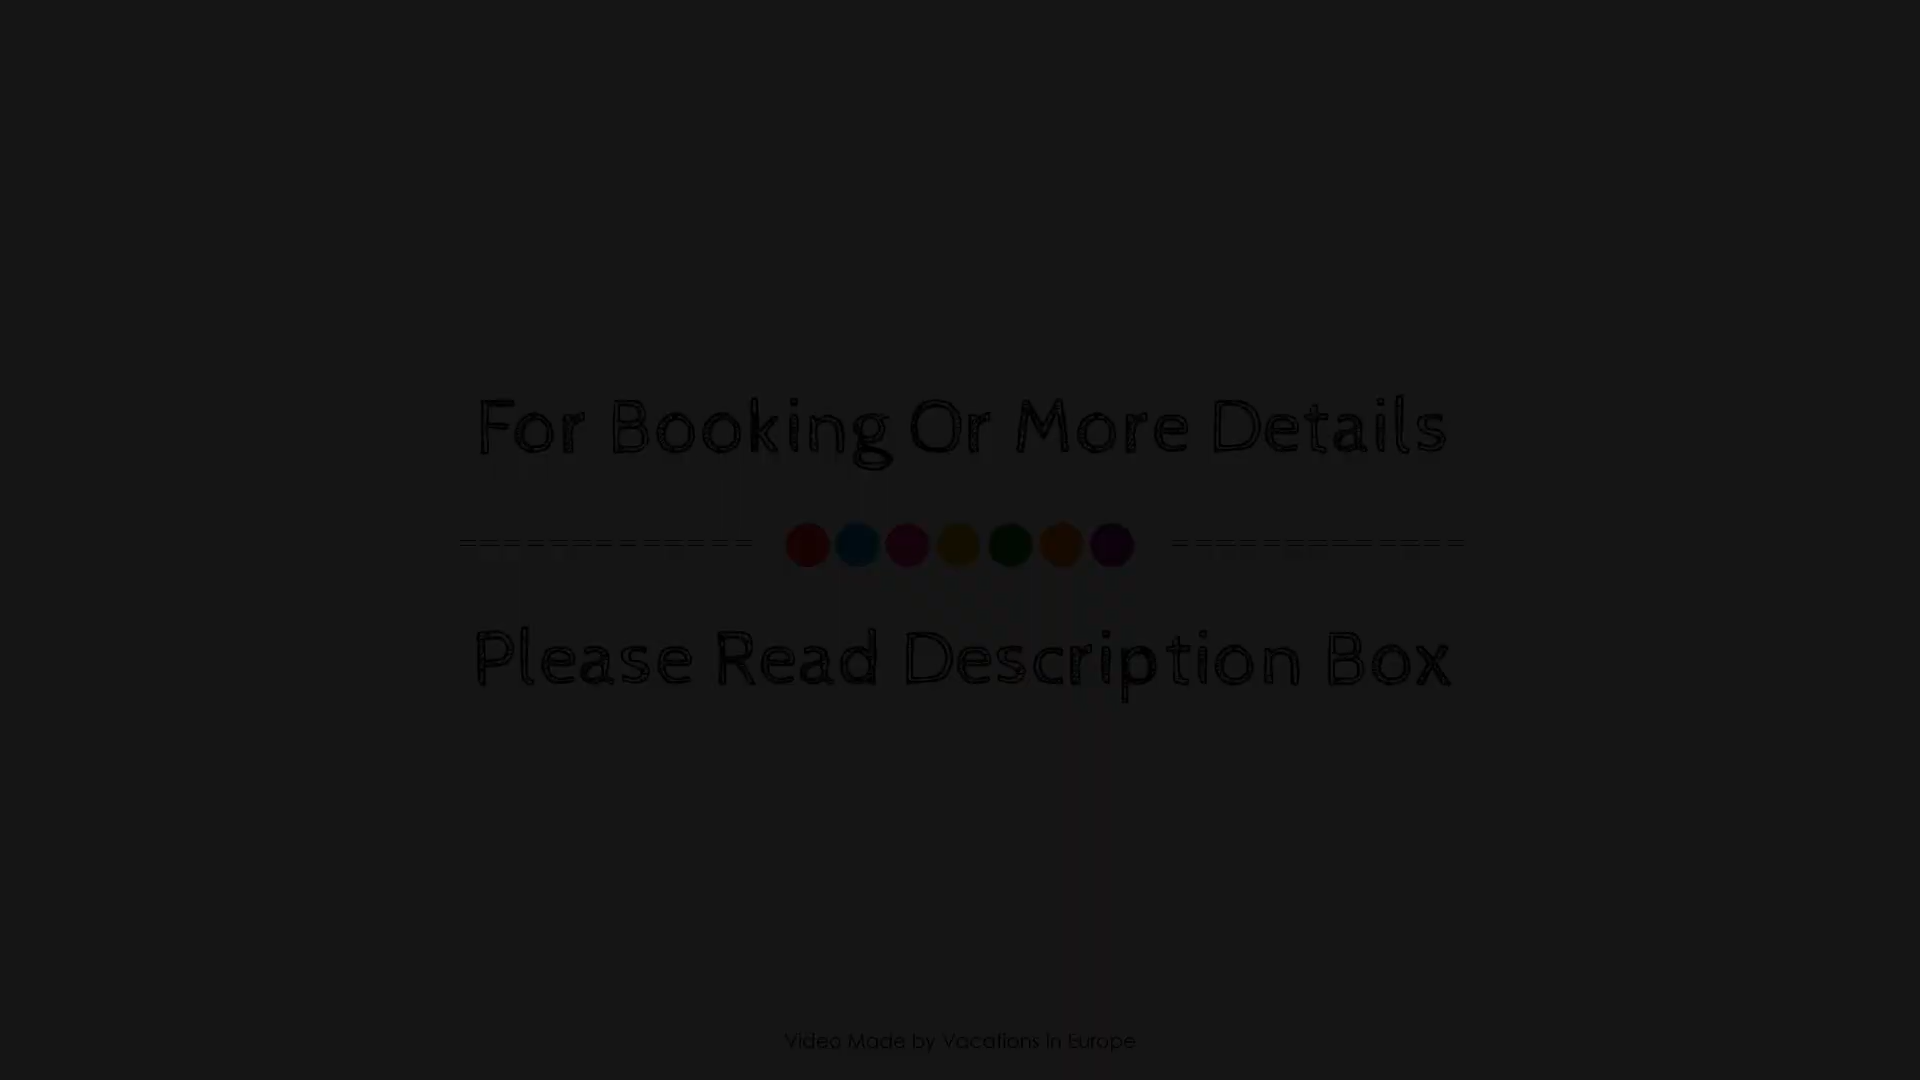 For Booking Or More Details
============= =============
Please Read Description Box
Video Made by Vacations in Europe